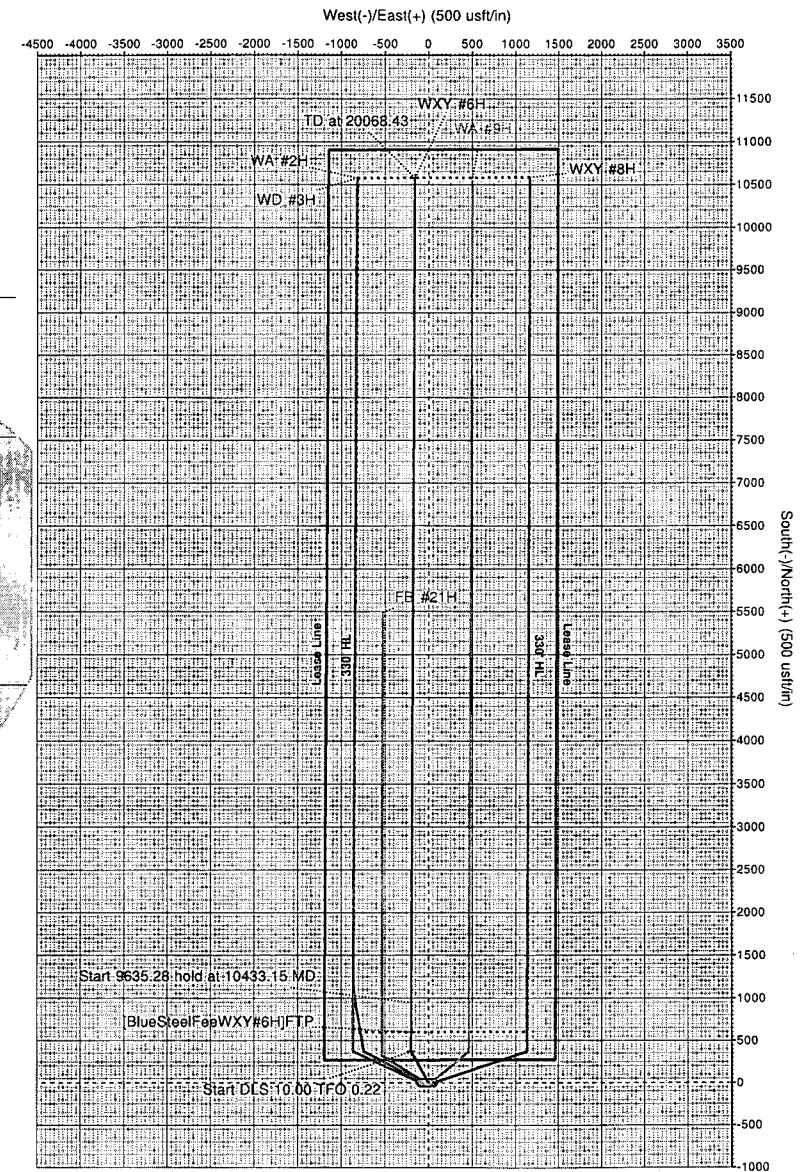 West(-)/East(+) (500 usft/in)
-4500 -4000 -3500 -3000 -2500 -2000 -1500 -1000 -500 0 500 1000 1500 2000 2500 3000 3500
11500
WXY #6H
TD at 20068.43
WA #9H
11000
WA #2H
WXY #8H
10500
WD #3H
10000
9500
9000
8500
8000
7500
7000
6500
South(-)/North(+) (500 usft/in)
6000
FB #21H
5500
Lease Line
330' HL
330' HL
Lease Line
5000
4500
4000
3500
3000
2500
2000
1500
Start 9635.28 hold at 10433.15 MD
1000
[BlueSteelFeeWXY#6H]FTP
500
0
Start DLS 10.00 TFO 0.22
-500
-1000